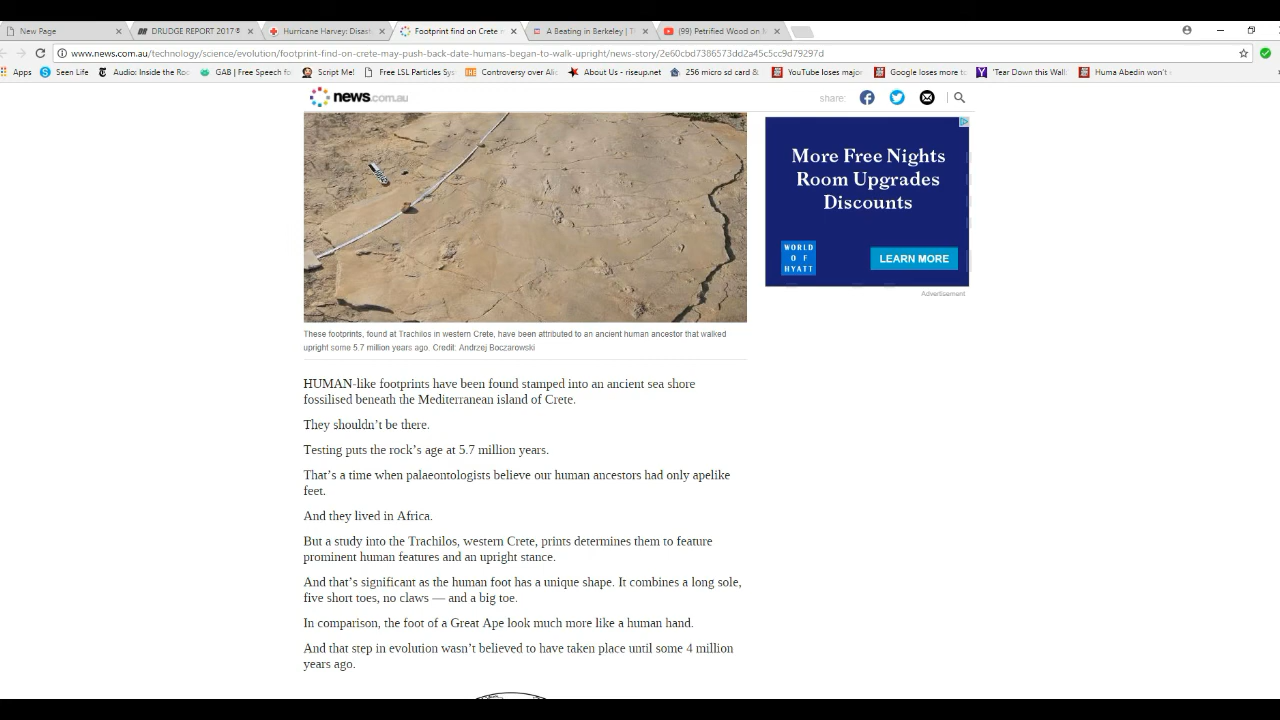 New Page
DRUDGE REPORT 2017®
Hurricane Harvey: Disast
Footprint find on Crete
A Beating in Berkeley | T
(99) Petrified Wood on
www.news.com.au/technology/science/evolution/footprint-find-on-crete-may-push-back-date-humans-began-to-walk-upright/news-story/2e60cbd7386573dd2a45c5cc9d79297d
Apps
Seen Life
Audio: Inside the Ro
GAB | Free Speech fo
Script Me!
Free LSL Particles Sys
Controversy over Ali
About Us - riseup.net
256 micro sd card &
YouTube loses major
Google loses more t
'Tear Down this Wall
Huma Abedin won't
news.com.au
share:
More Free Nights
Room Upgrades
Discounts
WORLD
OF
HYATT
LEARN MORE
Advertisement
These footprints, found at Trachilos in western Crete, have been attributed to an ancient human ancestor that walked
upright some 5.7 million years ago. Credit: Andrzej Boczarowski
HUMAN-like footprints have been found stamped into an ancient sea shore
fossilised beneath the Mediterranean island of Crete.
They shouldn't be there.
Testing puts the rock's age at 5.7 million years.
That's a time when palaeontologists believe our human ancestors had only apelike
feet.
And they lived in Africa.
But a study into the Trachilos, western Crete, prints determines them to feature
prominent human features and an upright stance.
And that's significant as the human foot has a unique shape. It combines a long sole,
five short toes, no claws — and a big toe.
In comparison, the foot of a Great Ape look much more like a human hand.
And that step in evolution wasn't believed to have taken place until some 4 million
years ago.